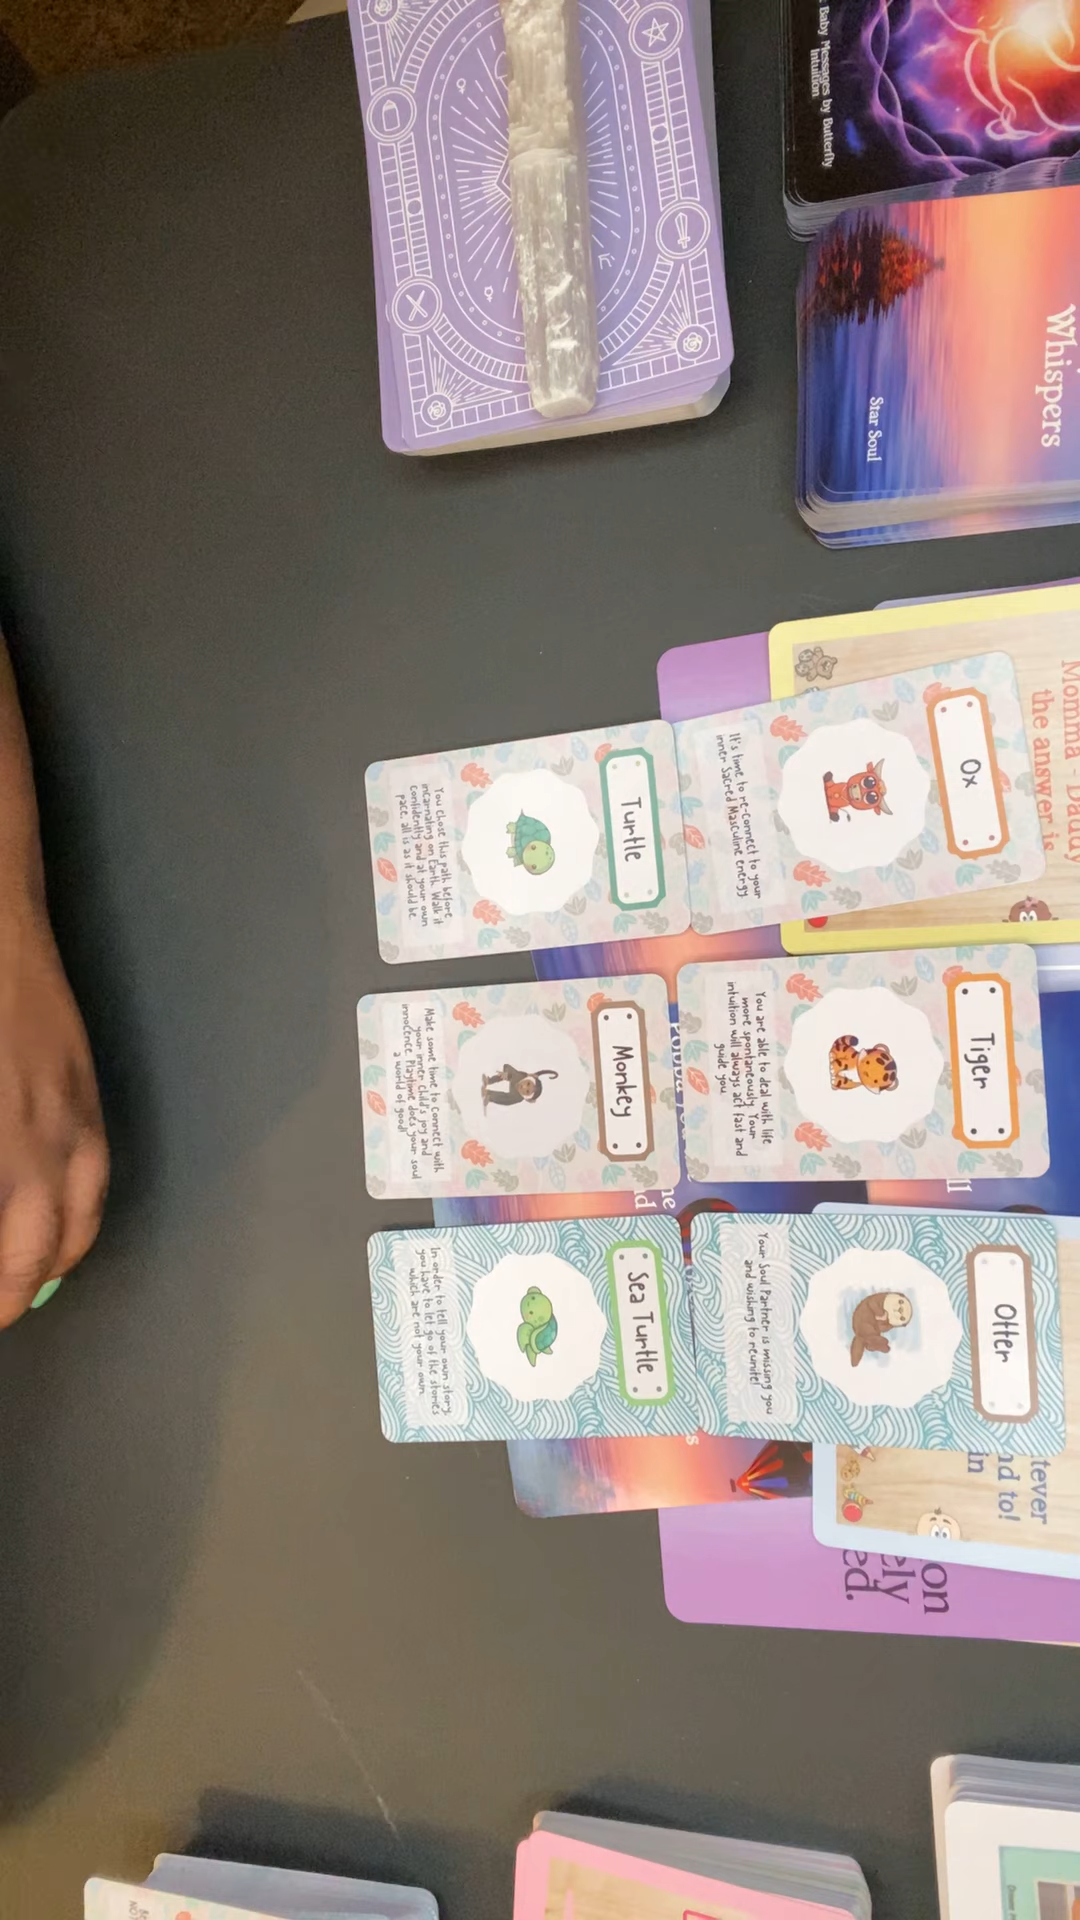 Baby Messages by Butterfly
Intuition
Whispers
Star Soul
Momma - Daddy
the answer is
Ox
It's time to re-connect to your
inner Sacred Masculine energy
Turtle
You chose this path before
incarnating on Earth. Walk it
confidently and at your own
pace, all is as it should be.
Tiger
You are able to deal with life
more spontaneously. Your
intuition will always act fast and
guide you.
Monkey
Make some time to connect with
your inner child's joy and
innocence. Playtime does your soul
a world of good!
Otter
Your Soul Partner is missing you
and wishing to reunite!
Sea Turtle
In order to tell your own story,
you have to let go of the stories
which are not your own.
tever
nd to!
in
on
ely
ed.